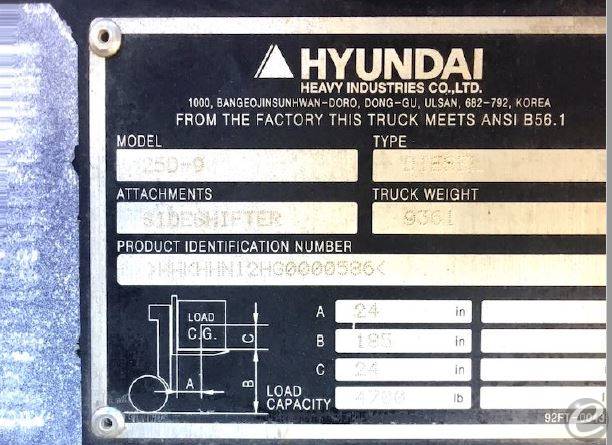 HYUNDAI
HEAVY INDUSTRIES CO.,LTD.
1000, BANGEOJINSUNHWAN-DORO, DONG-GU, ULSAN, 682-792, KOREA
FROM THE FACTORY THIS TRUCK MEETS ANSI B56.1
MODEL TYPE
25D-9 DIESEL
ATTACHMENTS TRUCK WEIGHT
SIDESHIFTER 9361
PRODUCT IDENTIFICATION NUMBER
>HHKHHN12HG0000586<
LOAD
C.G.
C
B
A
A 24 in
B 185 in
C 24 in
LOAD CAPACITY 4700 lb